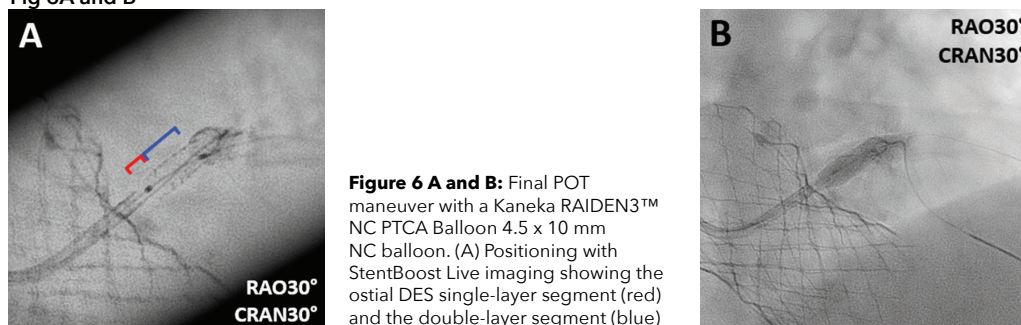 Fig 6A and B
A
RAO30°
CRAN30°
Figure 6 A and B: Final POT
maneuver with a Kaneka RAIDEN3™
NC PTCA Balloon 4.5 x 10 mm
NC balloon. (A) Positioning with
StentBoost Live imaging showing the
ostial DES single-layer segment (red)
and the double-layer segment (blue)
B
RAO30°
CRAN30°